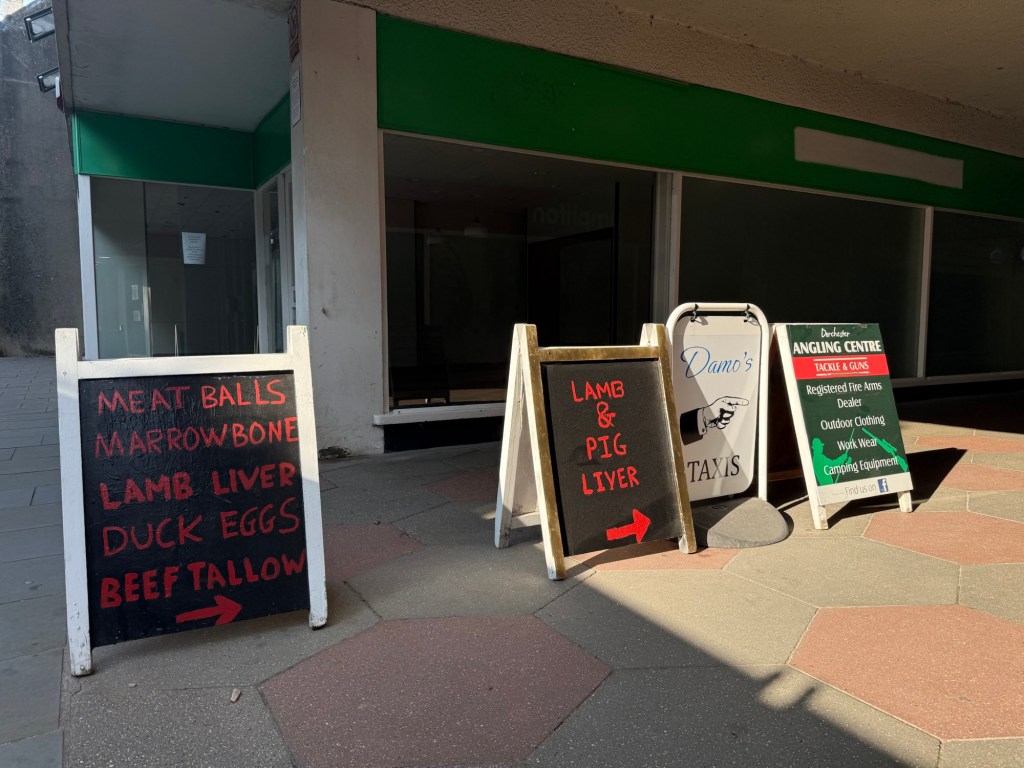 MEAT BALLS
MARROWBONE
LAMB LIVER
DUCK EGGS
BEEF TALLOW
LAMB
&
PIG
LIVER
Damo's
TAXIS
Dorchester
ANGLING CENTRE
TACKLE & GUNS
Registered Fire Arms
Dealer
Outdoor Clothing
Work Wear
Camping Equipment
Find us on f